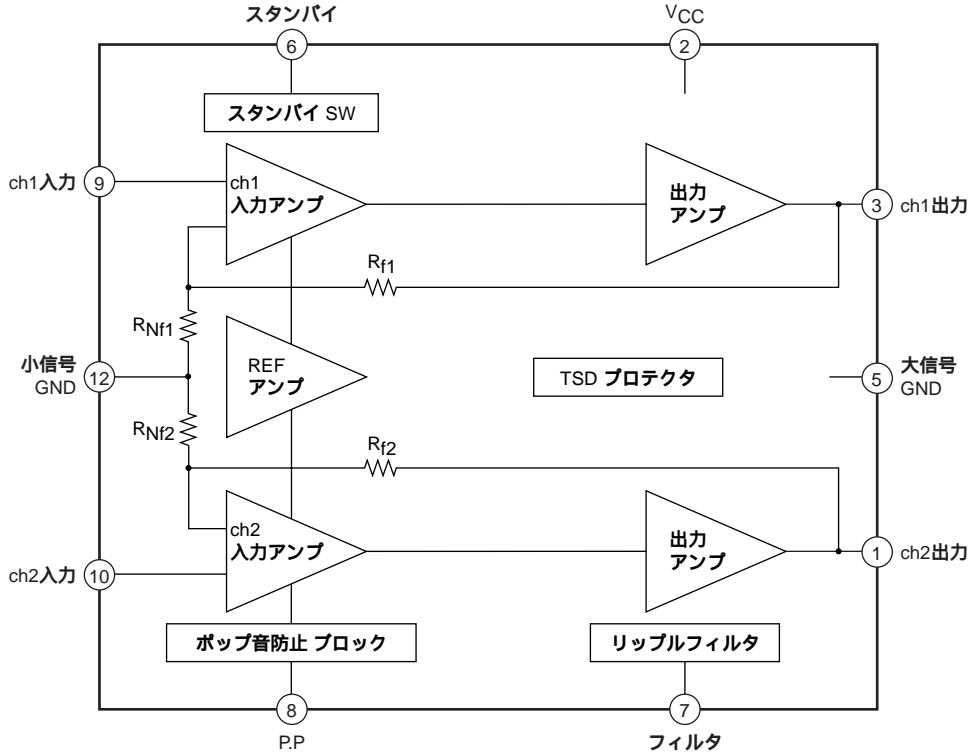 スタンバイ
6
VCC
2
スタンバイ SW
ch1入力
9
ch1
入力アンプ
出力
アンプ
3
ch1出力
Rf1
RNf1
小信号
GND
12
REF
アンプ
TSD プロテクタ
5
大信号
GND
RNf2
Rf2
ch2
入力アンプ
出力
アンプ
1
ch2出力
ch2入力
10
ポップ音防止 ブロック
リップルフィルタ
8
P.P
7
フィルタ